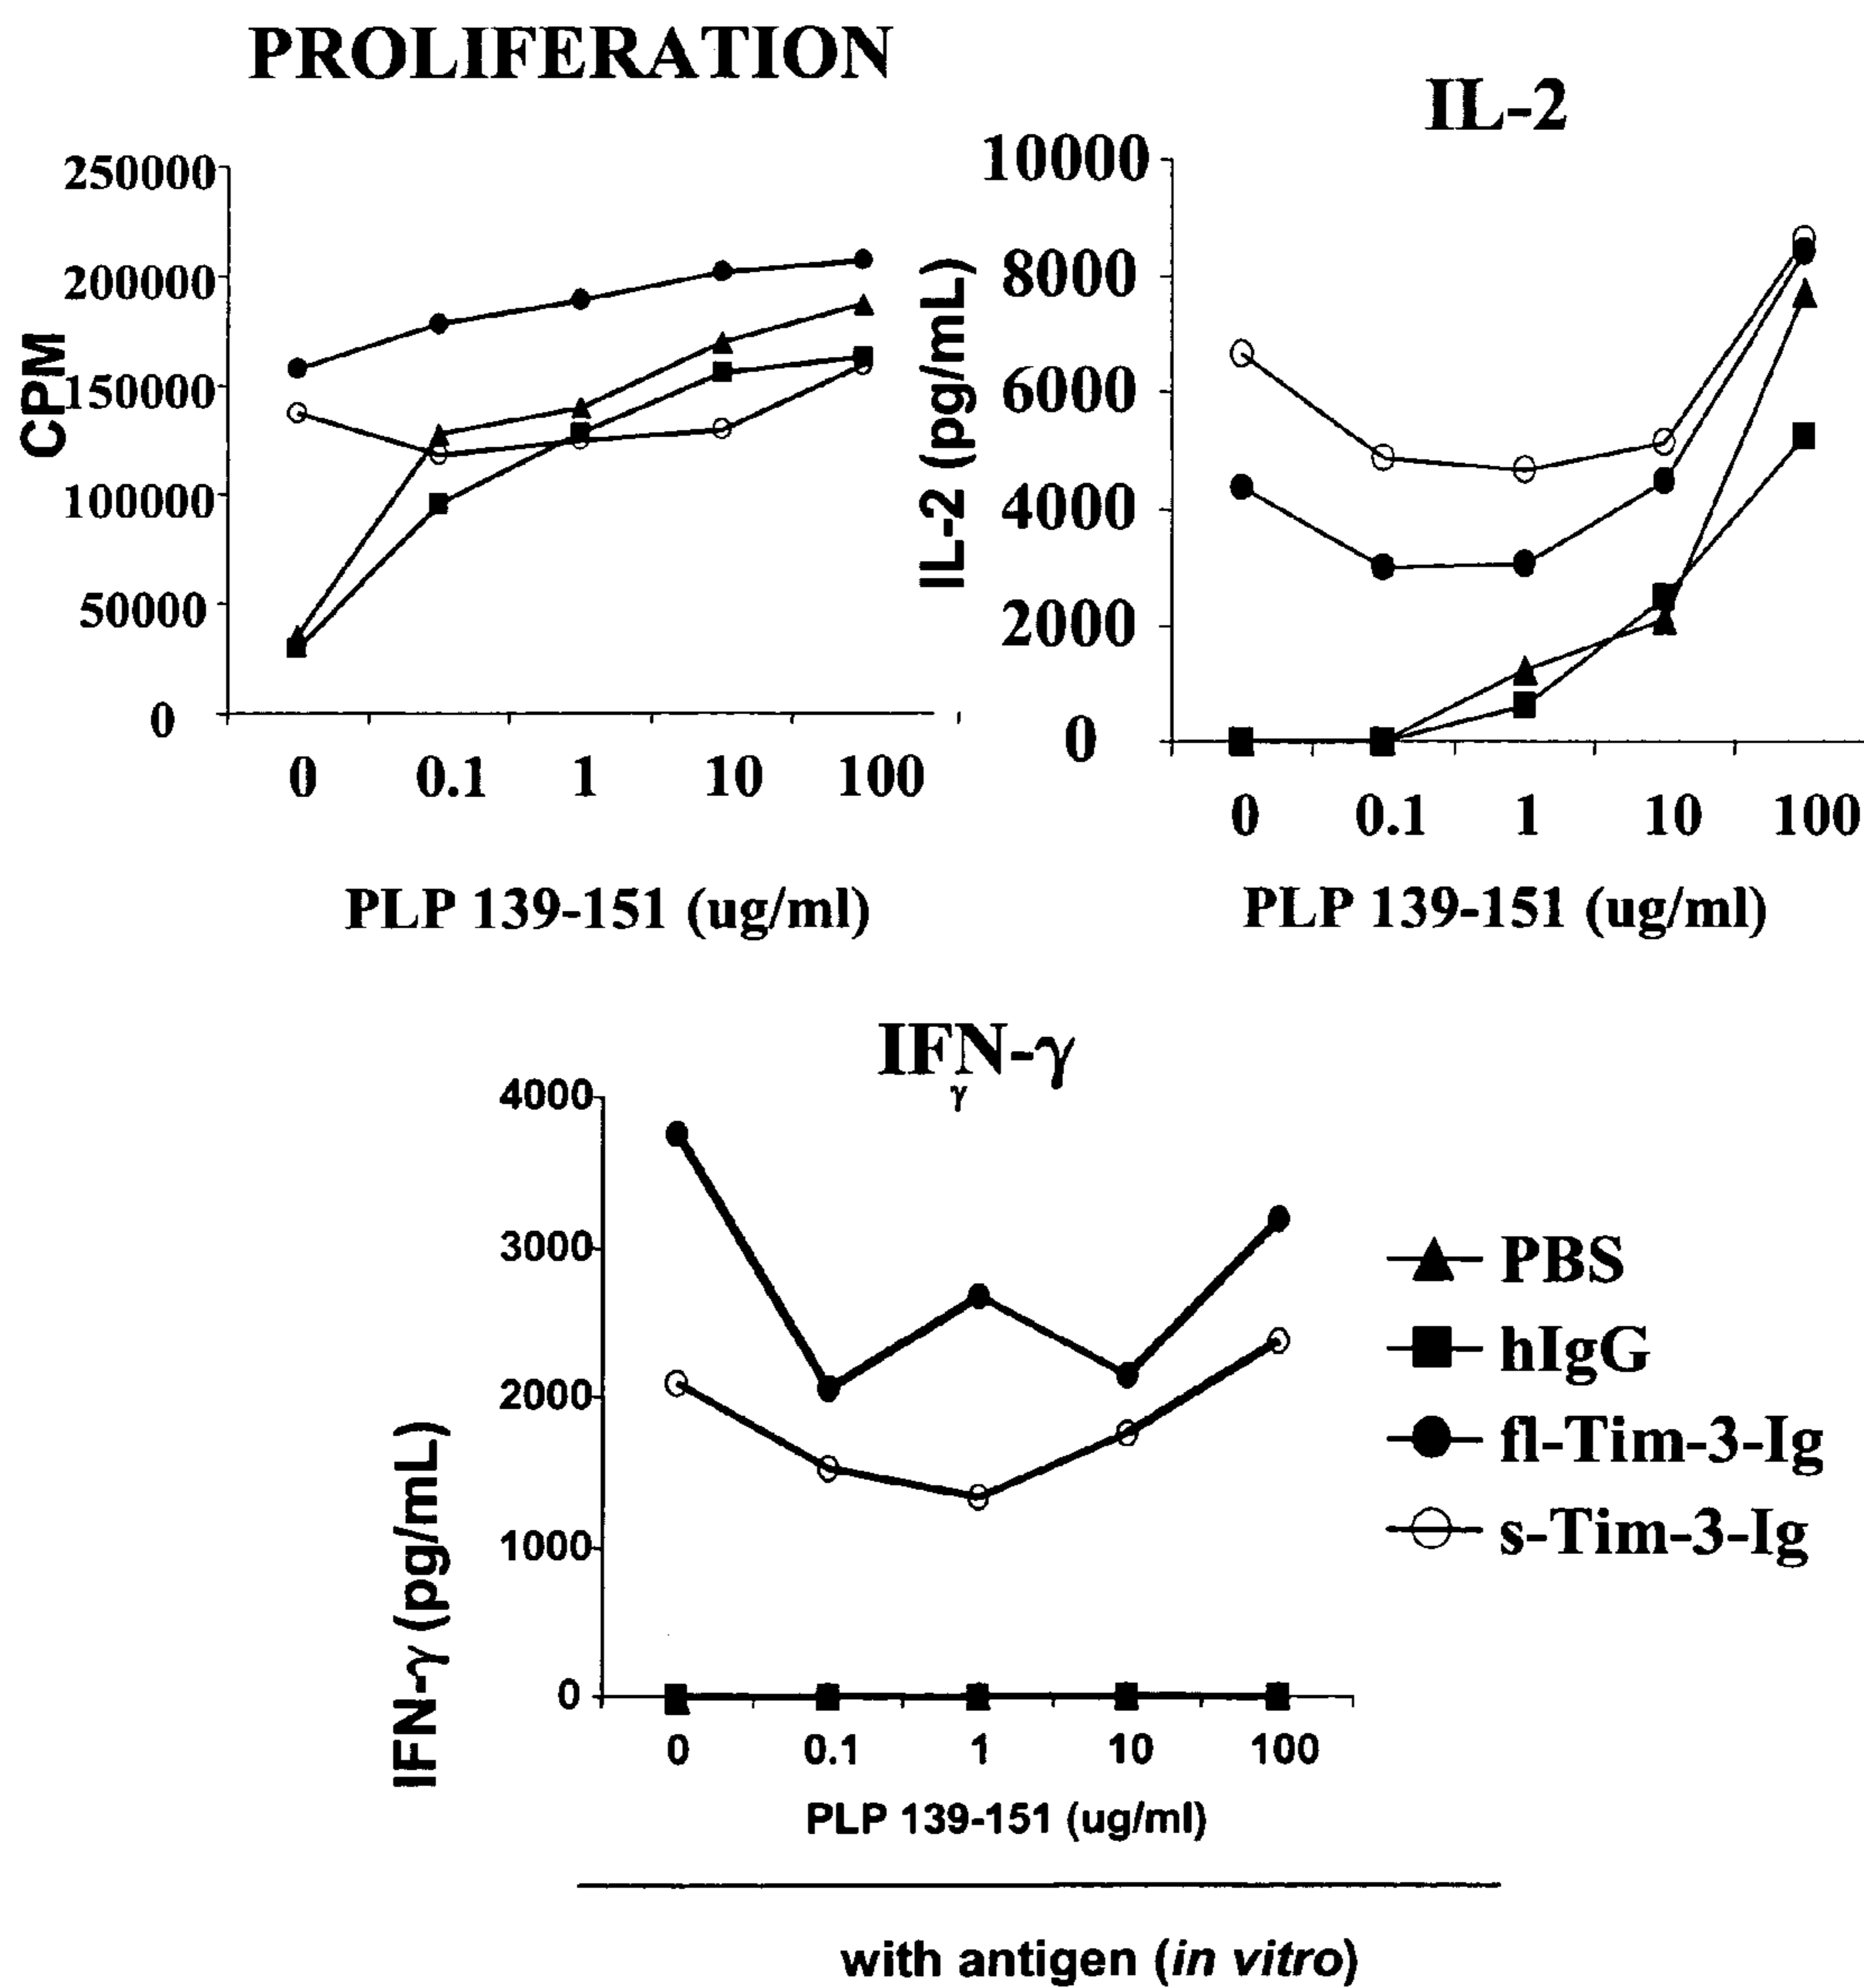 PROLIFERATION
250000
200000
150000
100000
50000
0
CPM
0 0.1 1 10 100
PLP 139-151 (ug/ml)
IL-2
10000
8000
6000
4000
2000
0
IL-2 (pg/mL)
0 0.1 1 10 100
PLP 139-151 (ug/ml)
IFN-γ
γ
4000
3000
2000
1000
0
IFN-γ (pg/mL)
0 0.1 1 10 100
PLP 139-151 (ug/ml)
PBS
hIgG
fl-Tim-3-Ig
s-Tim-3-Ig
with antigen (in vitro)